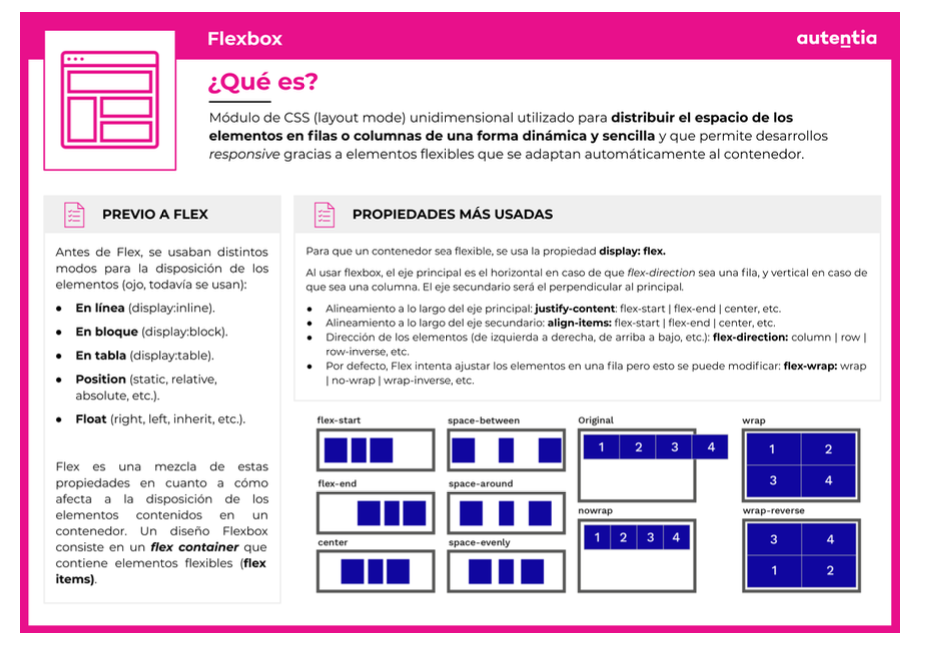 Flexbox
autentia
¿Qué es?
Módulo de CSS (layout mode) unidimensional utilizado para distribuir el espacio de los
elementos en filas o columnas de una forma dinámica y sencilla y que permite desarrollos
responsive gracias a elementos flexibles que se adaptan automáticamente al contenedor.
PREVIO A FLEX
Antes de Flex, se usaban distintos
modos para la disposición de los
elementos (ojo, todavía se usan):
● En línea (display:inline).
● En bloque (display:block).
● En tabla (display:table).
● Position (static, relative,
absolute, etc.).
● Float (right, left, inherit, etc.).
Flex es una mezcla de estas
propiedades en cuanto a cómo
afecta a la disposición de los
elementos contenidos en un
contenedor. Un diseño Flexbox
consiste en un flex container que
contiene elementos flexibles (flex
items).
PROPIEDADES MÁS USADAS
Para que un contenedor sea flexible, se usa la propiedad display: flex.
Al usar flexbox, el eje principal es el horizontal en caso de que flex-direction sea una fila, y vertical en caso de
que sea una columna. El eje secundario será el perpendicular al principal.
● Alineamiento a lo largo del eje principal: justify-content: flex-start | flex-end | center, etc.
● Alineamiento a lo largo del eje secundario: align-items: flex-start | flex-end | center, etc.
● Dirección de los elementos (de izquierda a derecha, de arriba a bajo, etc.): flex-direction: column | row |
row-inverse, etc.
● Por defecto, Flex intenta ajustar los elementos en una fila pero esto se puede modificar: flex-wrap: wrap
| no-wrap | wrap-inverse, etc.
flex-start
flex-end
center
space-between
space-around
space-evenly
Original
1 2 3 4
nowrap
1 2 3 4
wrap
1 2
3 4
wrap-reverse
3 4
1 2